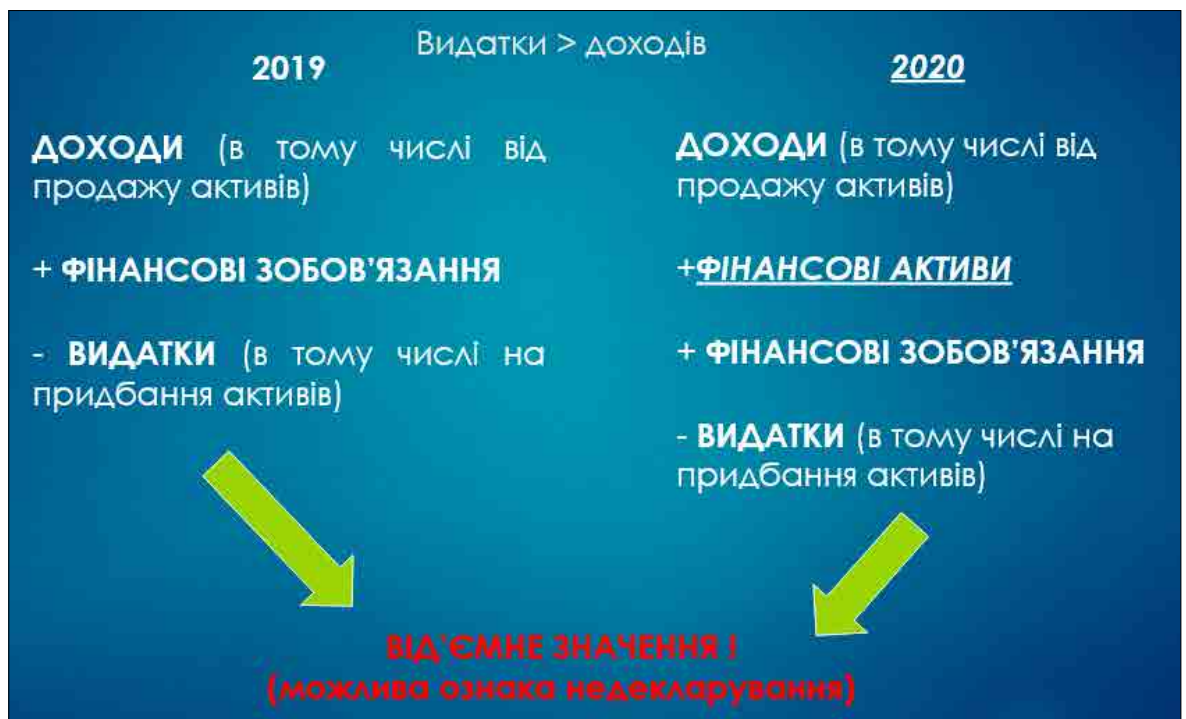 Видатки > доходів
2019
ДОХОДИ (в тому числі від
продажу активів)
+ ФІНАНСОВІ ЗОБОВ'ЯЗАННЯ
- ВИДАТКИ (в тому числі на
придбання активів)
2020
ДОХОДИ (в тому числі від
продажу активів)
+ФІНАНСОВІ АКТИВИ
+ ФІНАНСОВІ ЗОБОВ'ЯЗАННЯ
- ВИДАТКИ (в тому числі на
придбання активів)
ВІД'ЄМНЕ ЗНАЧЕННЯ !
(можлива ознака недекларування)